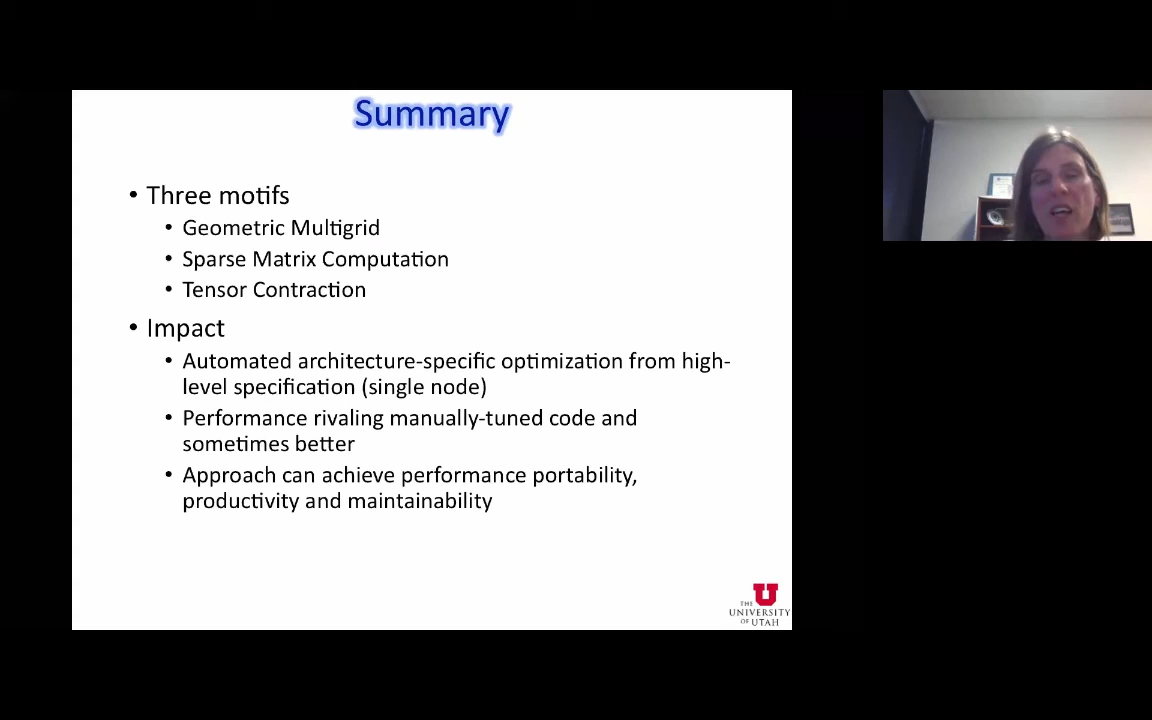 Summary
• Three motifs
• Geometric Multigrid
• Sparse Matrix Computation
• Tensor Contraction
• Impact
• Automated architecture-specific optimization from high-
level specification (single node)
• Performance rivaling manually-tuned code and
sometimes better
• Approach can achieve performance portability,
productivity and maintainability
THE
UNIVERSITY
OF UTAH